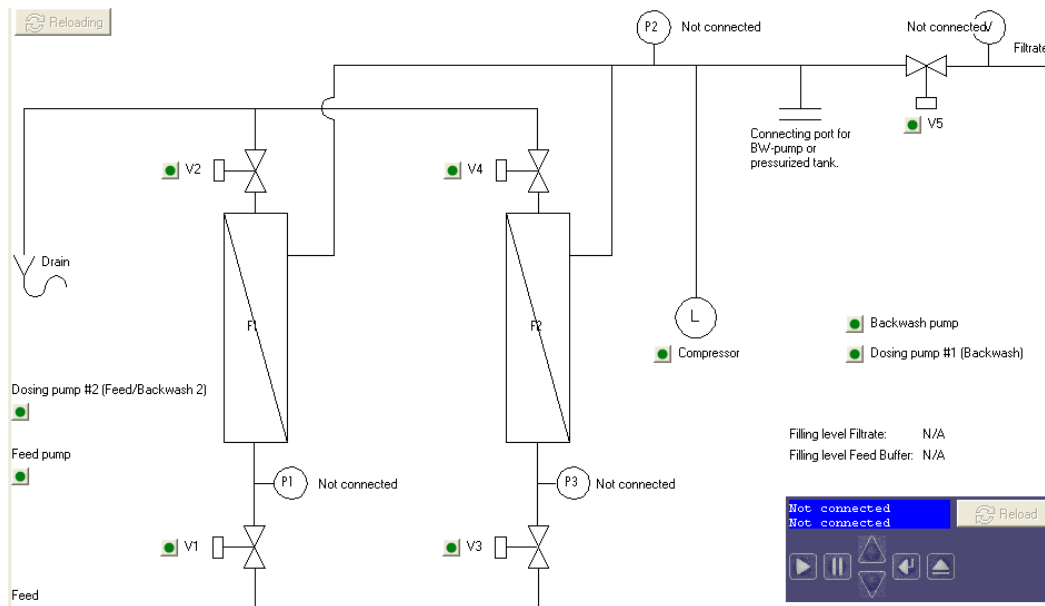 Reloading
P2 Not connected
Not connected V
Filtrate
V2
V4
V5
Connecting port for
BW-pump or
pressurized tank.
Drain
F1
F2
L
Compressor
Backwash pump
Dosing pump #1 (Backwash)
Dosing pump #2 (Feed/Backwash 2)
Feed pump
Filling level Filtrate: N/A
Filling level Feed Buffer: N/A
P1 Not connected
P3 Not connected
Not connected
Not connected
Reload
V1
V3
Feed